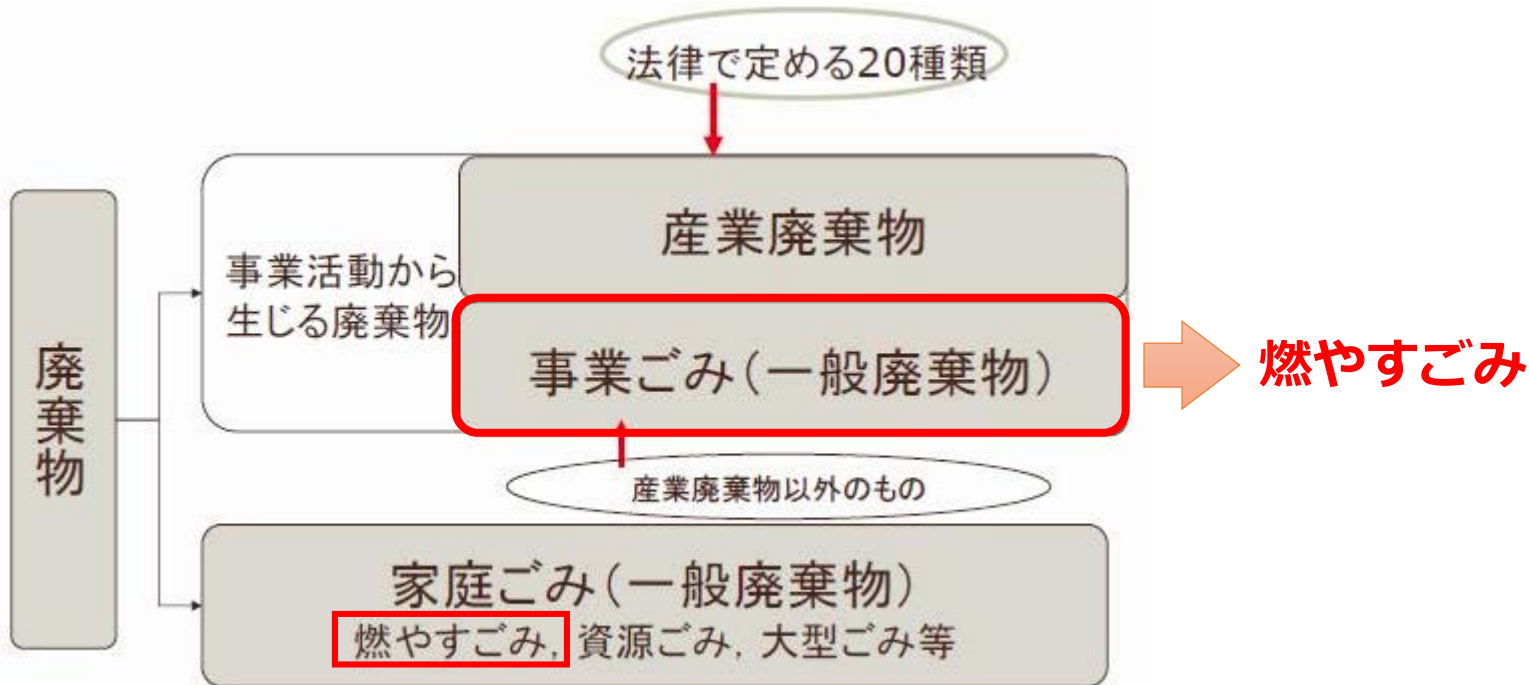 法律で定める20種類
産業廃棄物
事業活動から
生じる廃棄物
事業ごみ(一般廃棄物)
燃やすごみ
廃棄物
産業廃棄物以外のもの
家庭ごみ(一般廃棄物)
燃やすごみ, 資源ごみ, 大型ごみ等